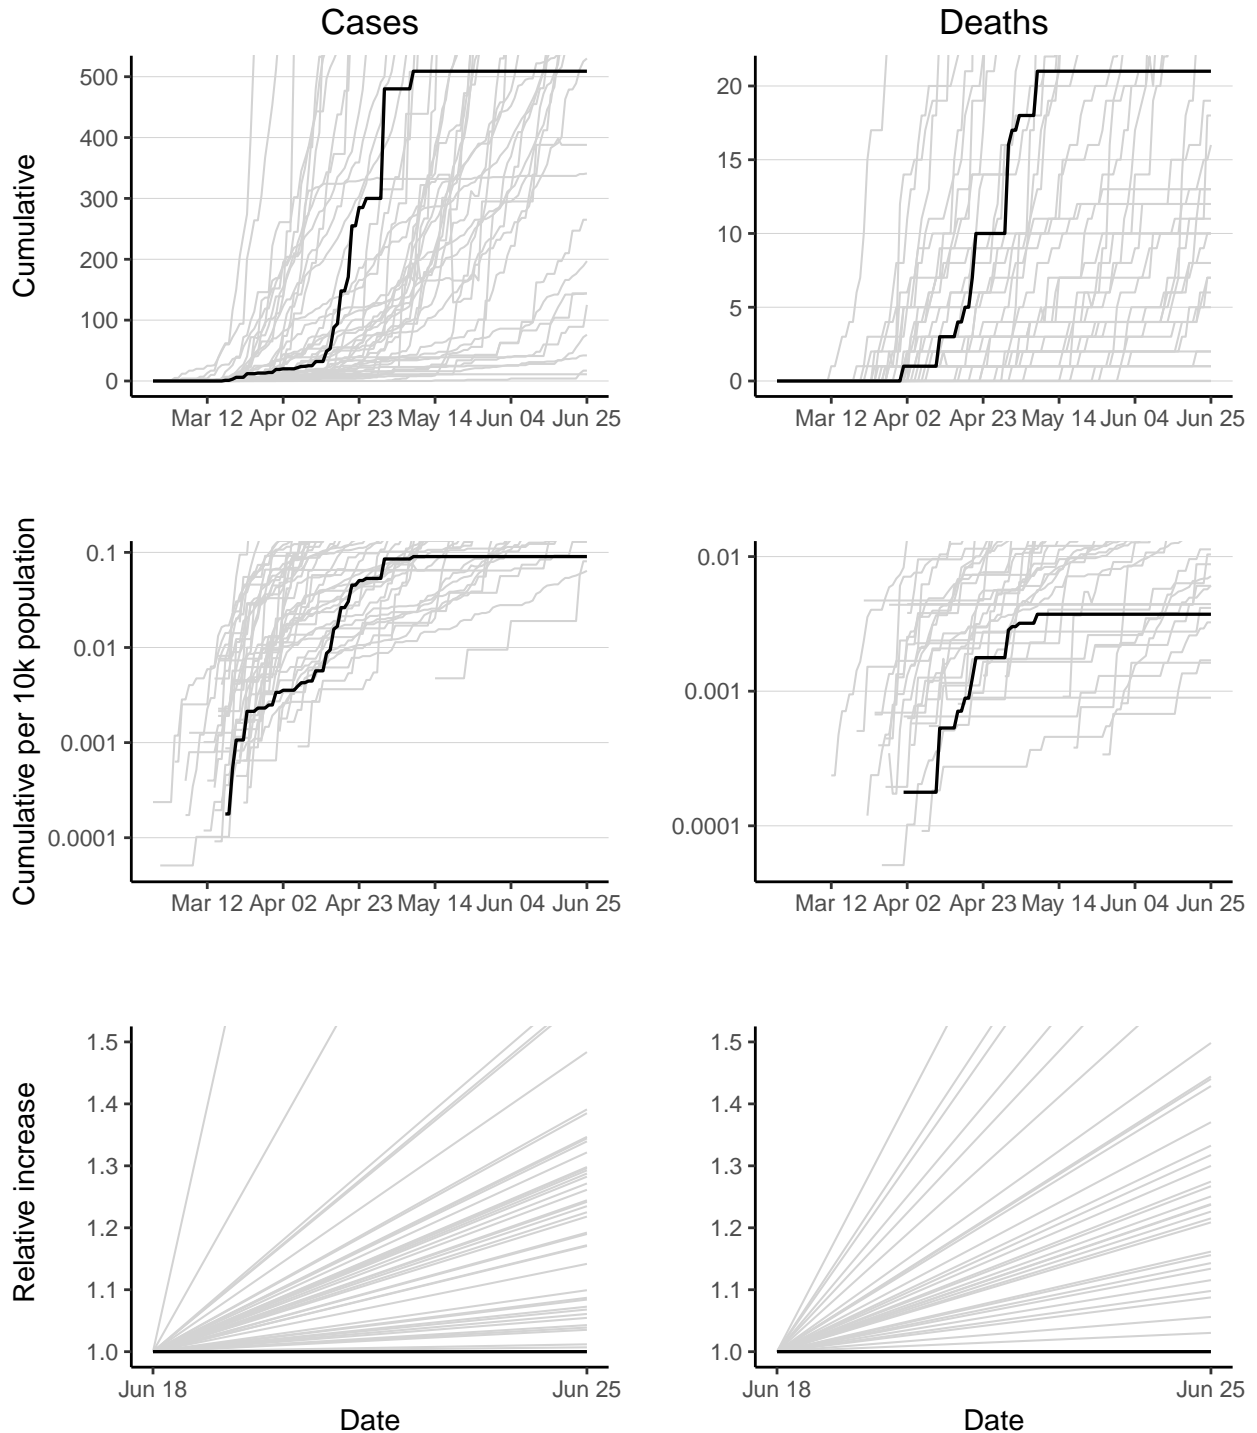 Cases
Deaths
Cumulative
500
400
300
200
100
0
Mar 12 Apr 02 Apr 23 May 14 Jun 04 Jun 25
20
15
10
5
0
Mar 12 Apr 02 Apr 23 May 14 Jun 04 Jun 25
Cumulative per 10k population
0.1
0.01
0.001
0.0001
Mar 12 Apr 02 Apr 23 May 14 Jun 04 Jun 25
0.01
0.001
0.0001
Mar 12 Apr 02 Apr 23 May 14 Jun 04 Jun 25
Relative increase
1.5
1.4
1.3
1.2
1.1
1.0
Jun 18 Jun 25
Date
1.5
1.4
1.3
1.2
1.1
1.0
Jun 18 Jun 25
Date